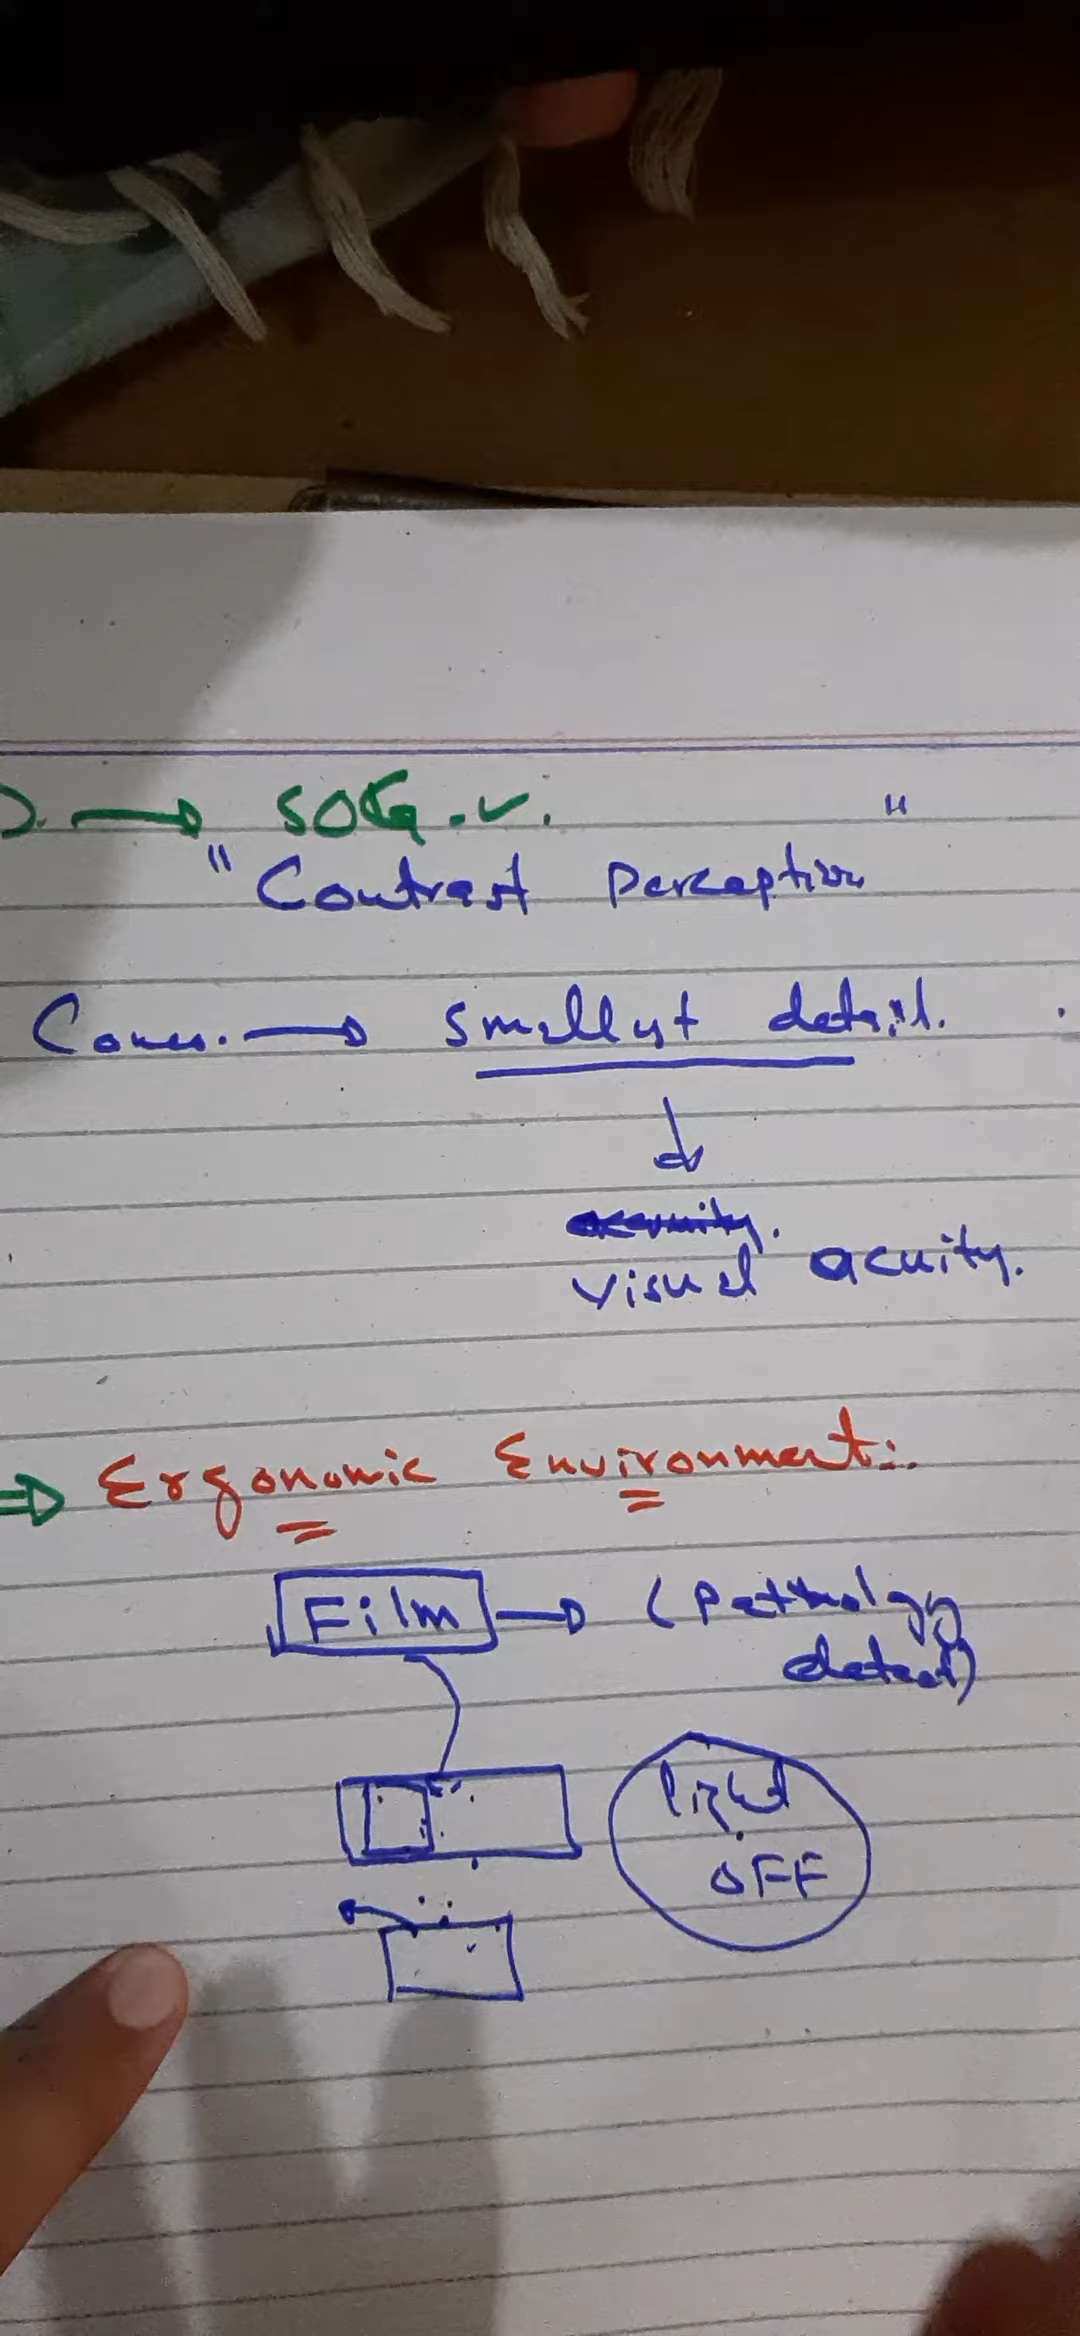 → SOG.v.
"Contrast perception"
Cones. → Smallest detail.
↓
visual acuity.
⇒ Ergonomic Environment:.
Film → (Pathology
detect)
light
OFF